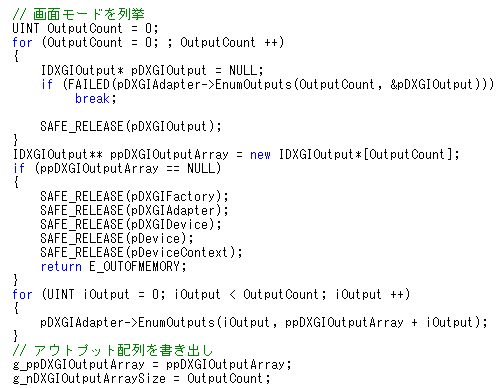 // 画面モードを列挙
UINT OutputCount = 0;
for (OutputCount = 0; ; OutputCount ++)
{
    IDXGIOutput* pDXGIOutput = NULL;
    if (FAILED(pDXGIAdapter->EnumOutputs(OutputCount, &pDXGIOutput)))
        break;

    SAFE_RELEASE(pDXGIOutput);
}
IDXGIOutput** ppDXGIOutputArray = new IDXGIOutput*[OutputCount];
if (ppDXGIOutputArray == NULL)
{
    SAFE_RELEASE(pDXGIFactory);
    SAFE_RELEASE(pDXGIAdapter);
    SAFE_RELEASE(pDXGIDevice);
    SAFE_RELEASE(pDevice);
    SAFE_RELEASE(pDeviceContext);
    return E_OUTOFMEMORY;
}
for (UINT iOutput = 0; iOutput < OutputCount; iOutput ++)
{
    pDXGIAdapter->EnumOutputs(iOutput, ppDXGIOutputArray + iOutput);
}
// アウトプット配列を書き出し
g_ppDXGIOutputArray = ppDXGIOutputArray;
g_nDXGIOutputArraySize = OutputCount;